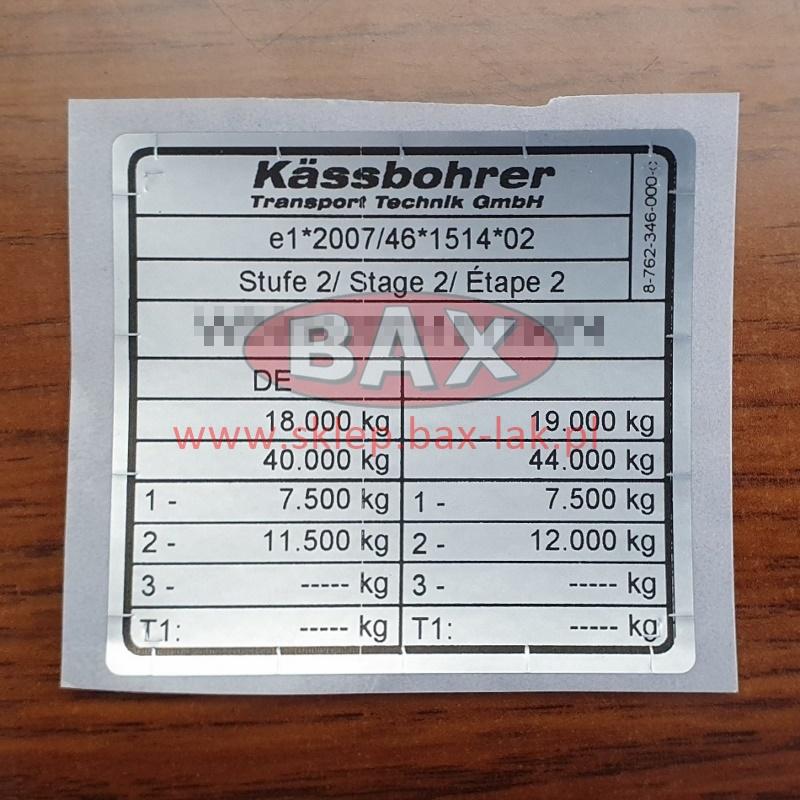 Kässbohrer
Transport Technik GmbH
8-762-346-000-
e1*2007/46*1514*02
Stufe 2/ Stage 2/ Étape 2
BAX
DE
18.000 kg 19.000 kg
www.sklep.bax-lak.pl
40.000 kg 44.000 kg
1 - 7.500 kg 1 - 7.500 kg
2 - 11.500 kg 2 - 12.000 kg
3 - ----- kg 3 - ----- kg
T1: ----- kg T1: ----- kg